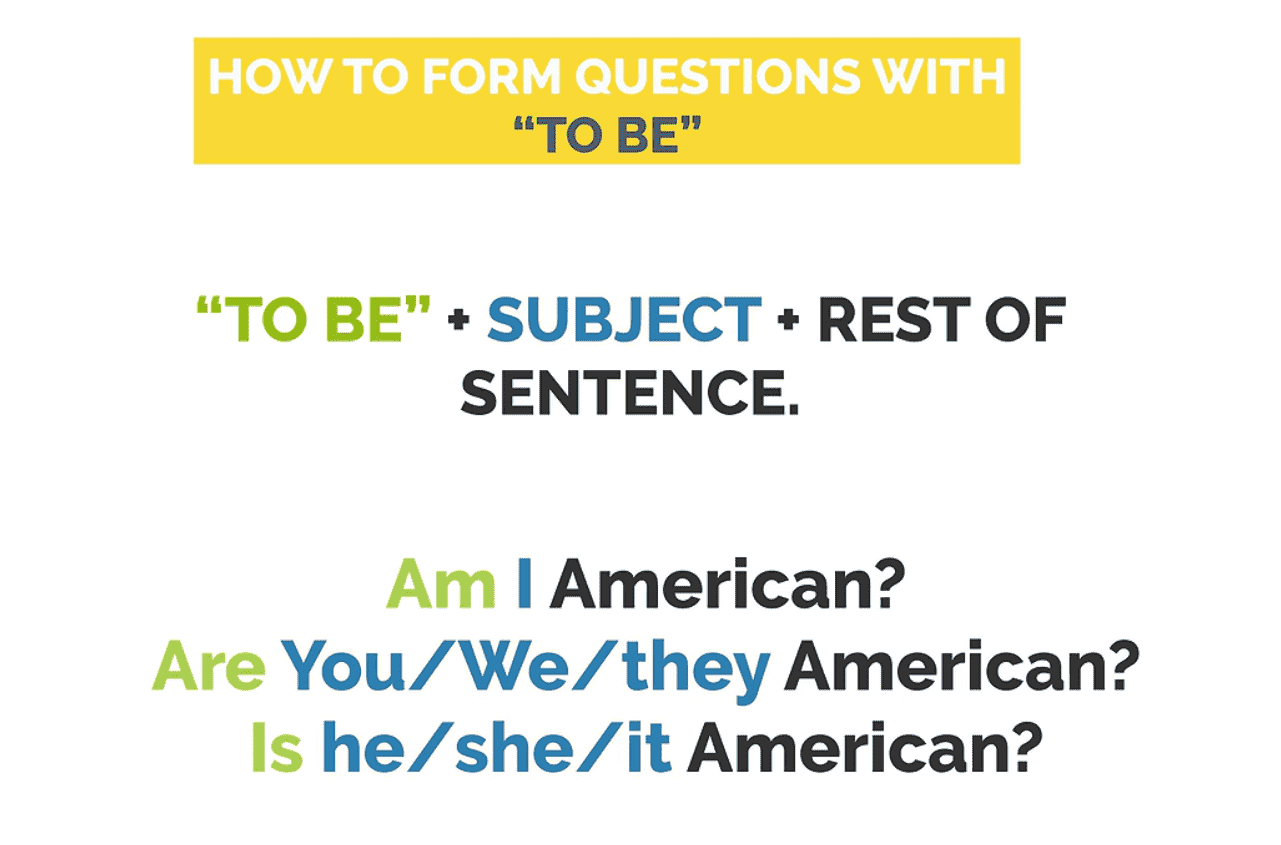 HOW TO FORM QUESTIONS WITH
“TO BE”
“TO BE” + SUBJECT + REST OF
SENTENCE.
Am I American?
Are You/We/they American?
Is he/she/it American?